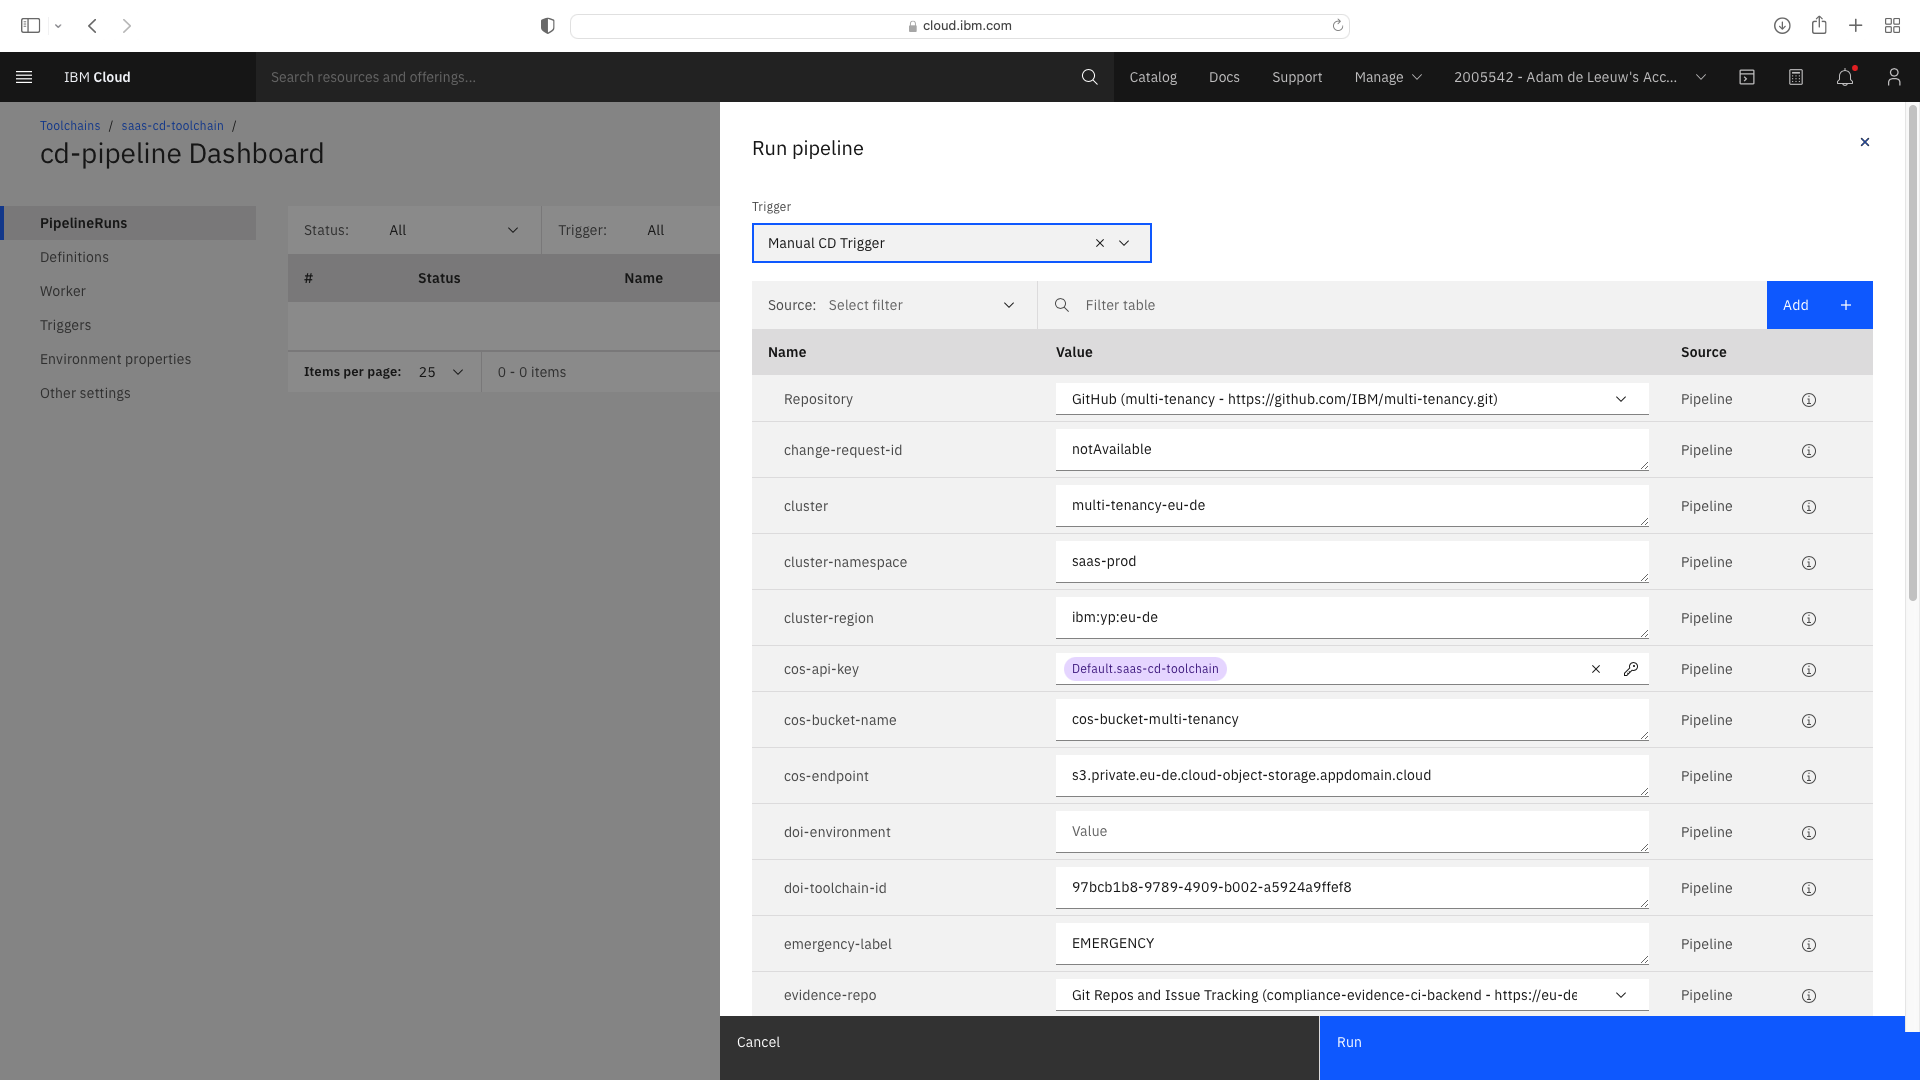 cloud.ibm.com
IBM Cloud
Search resources and offerings...
Catalog
Docs
Support
Manage
2005542 - Adam de Leeuw's Acc...
Toolchains / saas-cd-toolchain /
cd-pipeline Dashboard
PipelineRuns
Definitions
Worker
Triggers
Environment properties
Other settings
Status: All
Trigger: All
# Status Name
Items per page: 25
0 - 0 items
Run pipeline
Trigger
Manual CD Trigger
Source: Select filter
Filter table
Add
Name Value Source
Repository GitHub (multi-tenancy - https://github.com/IBM/multi-tenancy.git) Pipeline
change-request-id notAvailable Pipeline
cluster multi-tenancy-eu-de Pipeline
cluster-namespace saas-prod Pipeline
cluster-region ibm:yp:eu-de Pipeline
cos-api-key Default.saas-cd-toolchain Pipeline
cos-bucket-name cos-bucket-multi-tenancy Pipeline
cos-endpoint s3.private.eu-de.cloud-object-storage.appdomain.cloud Pipeline
doi-environment Value Pipeline
doi-toolchain-id 97bcb1b8-9789-4909-b002-a5924a9ffef8 Pipeline
emergency-label EMERGENCY Pipeline
evidence-repo Git Repos and Issue Tracking (compliance-evidence-ci-backend - https://eu-de Pipeline
Cancel
Run